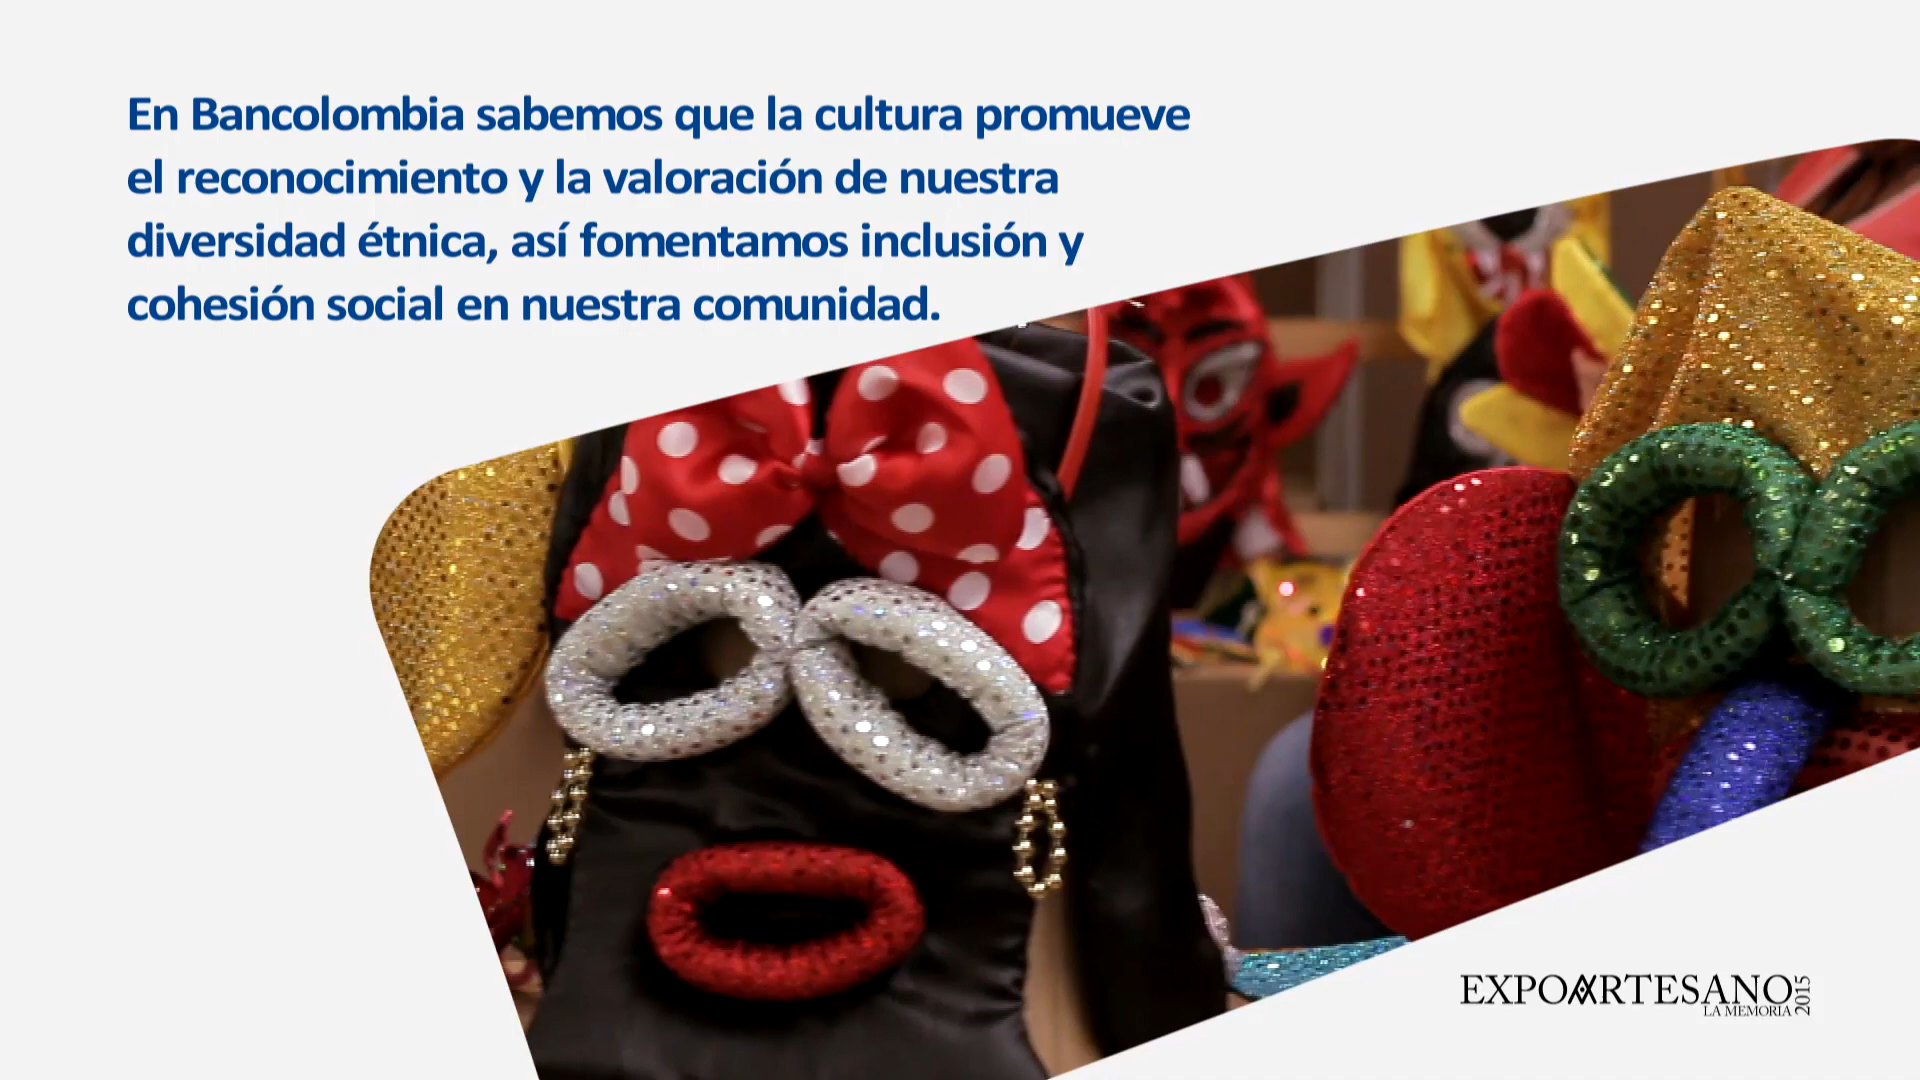 En Bancolombia sabemos que la cultura promueve
el reconocimiento y la valoración de nuestra
diversidad étnica, así fomentamos inclusión y
cohesión social en nuestra comunidad.
EXPOARTESANO
LA MEMORIA
2015